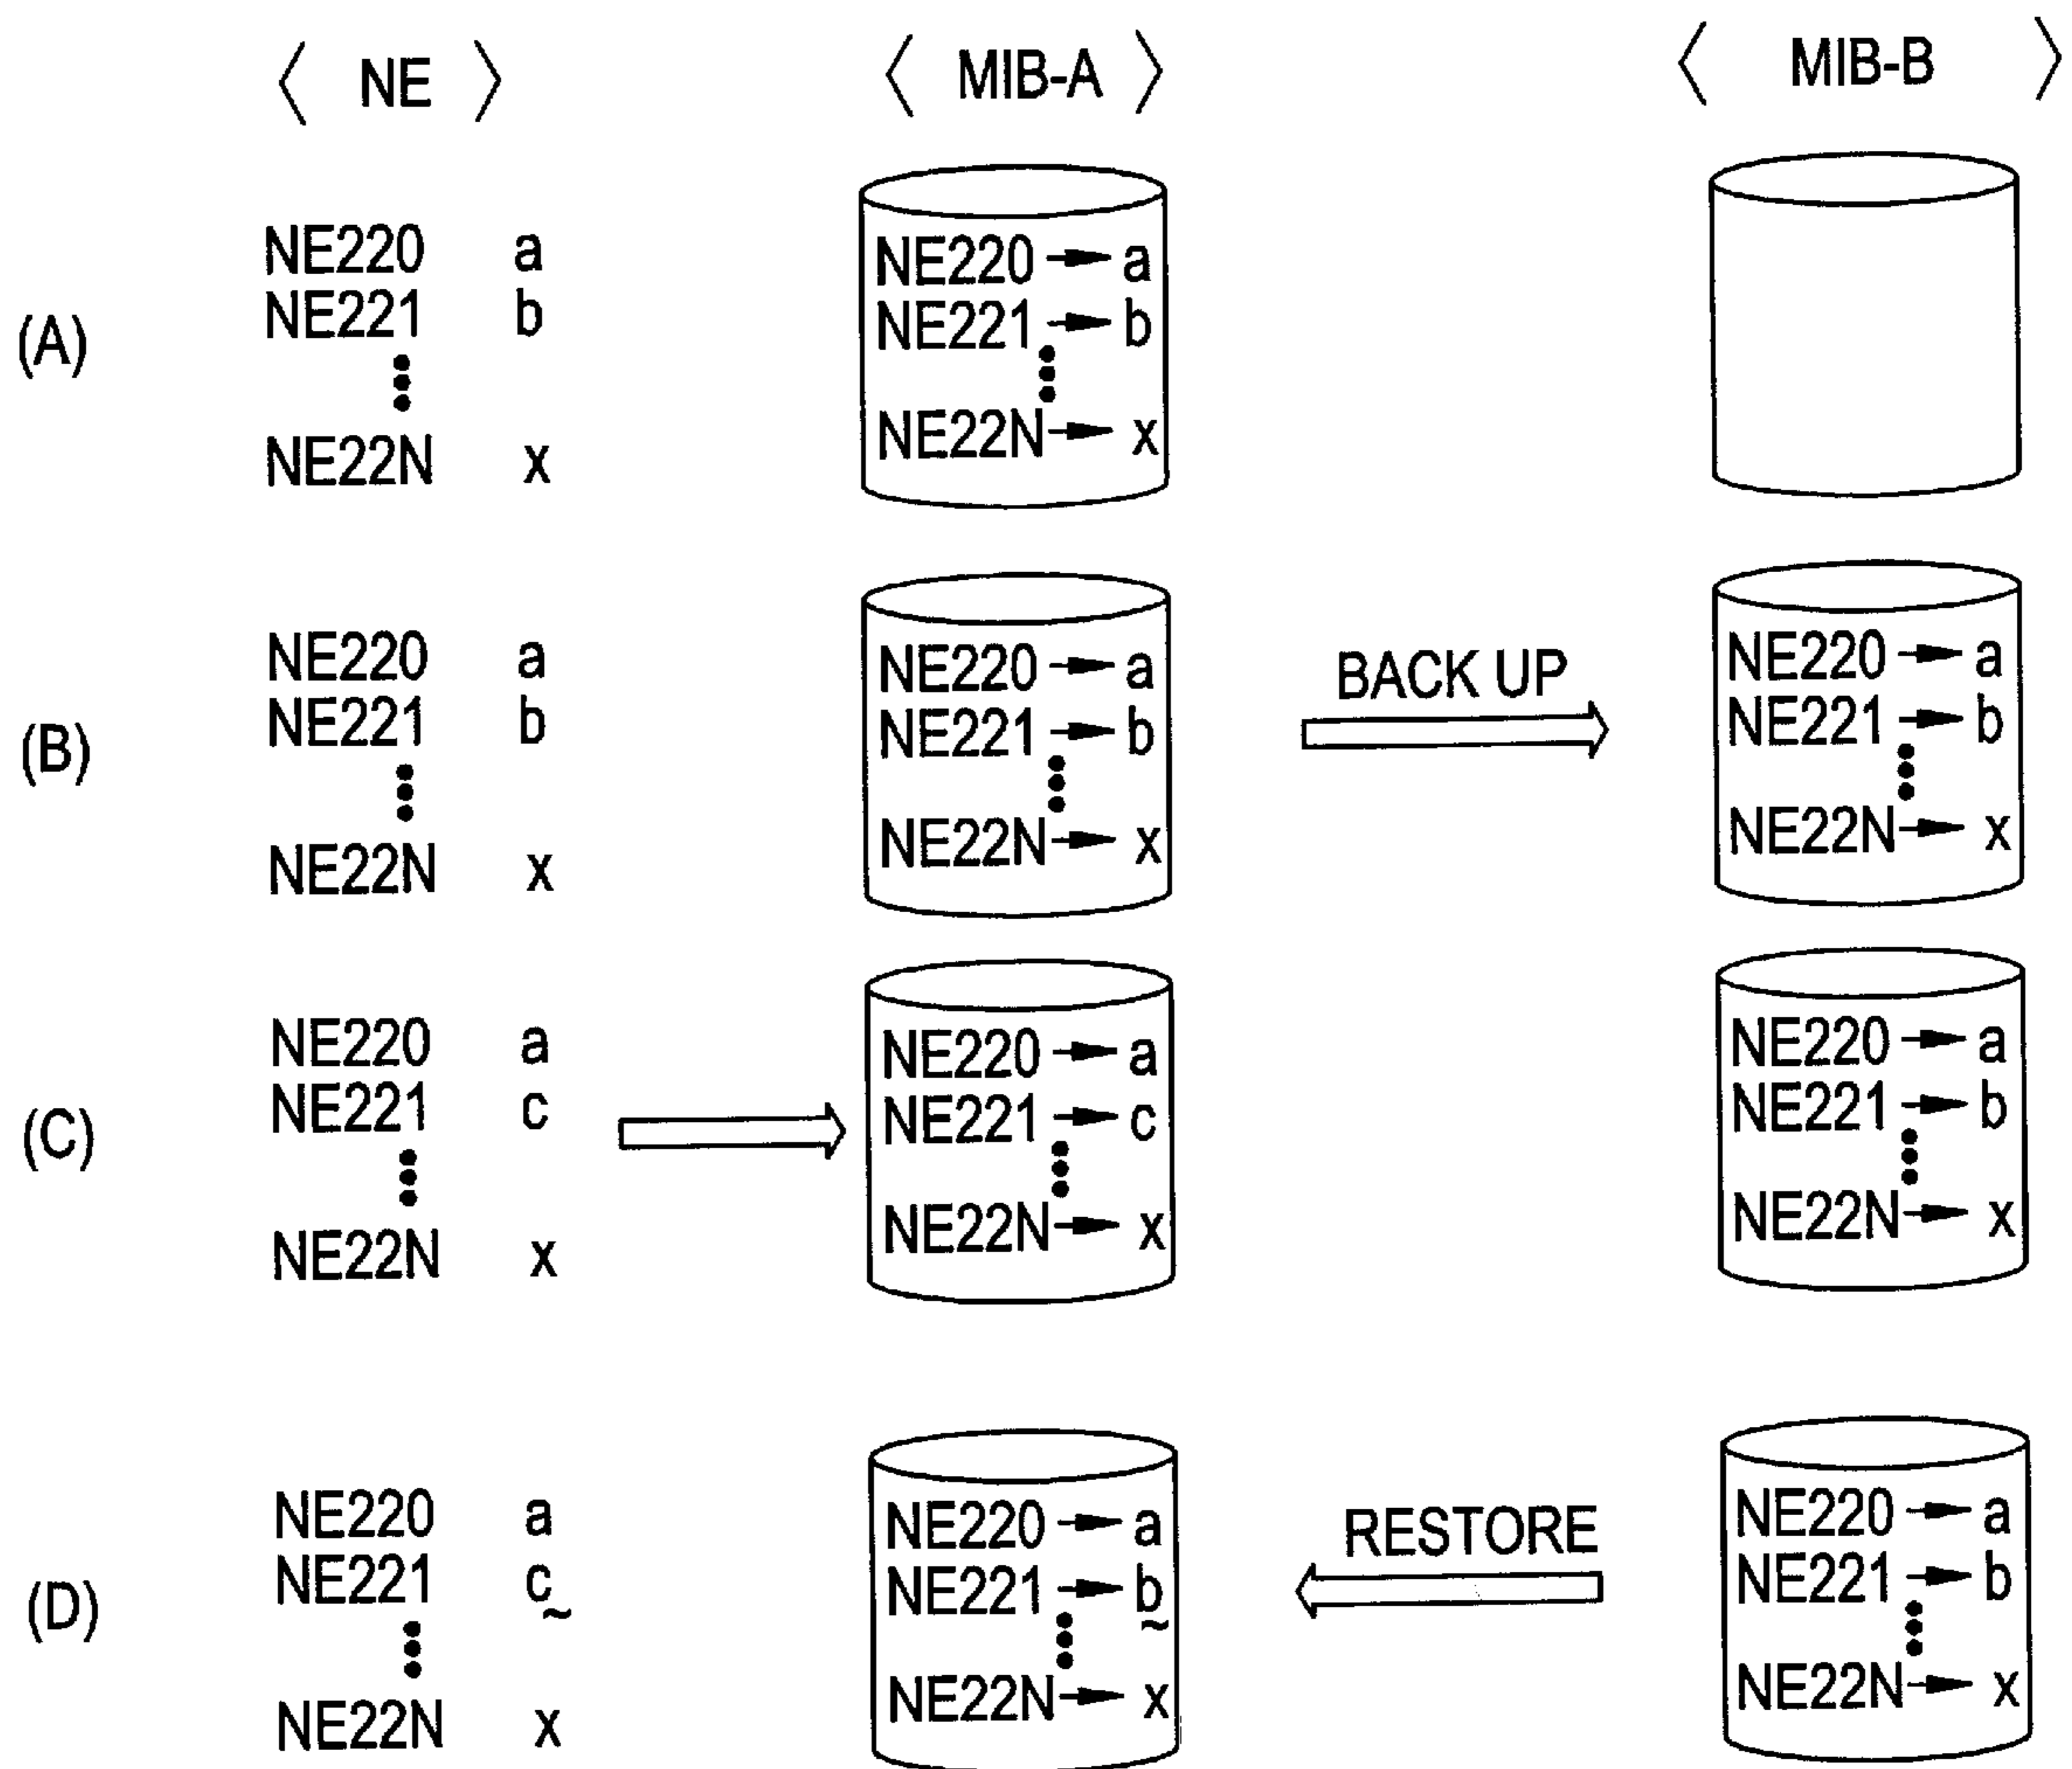 〈 NE 〉 〈 MIB-A 〉 〈 MIB-B 〉
(A)
NE220 a
NE221 b
NE22N x
NE220 → a
NE221 → b
NE22N → x
(B)
NE220 a
NE221 b
NE22N x
NE220 → a
NE221 → b
NE22N → x
BACK UP
NE220 → a
NE221 → b
NE22N → x
(C)
NE220 a
NE221 c
NE22N x
NE220 → a
NE221 → c
NE22N → x
NE220 → a
NE221 → b
NE22N → x
(D)
NE220 a
NE221 c
NE22N x
NE220 → a
NE221 → b
NE22N → x
RESTORE
NE220 → a
NE221 → b
NE22N → x